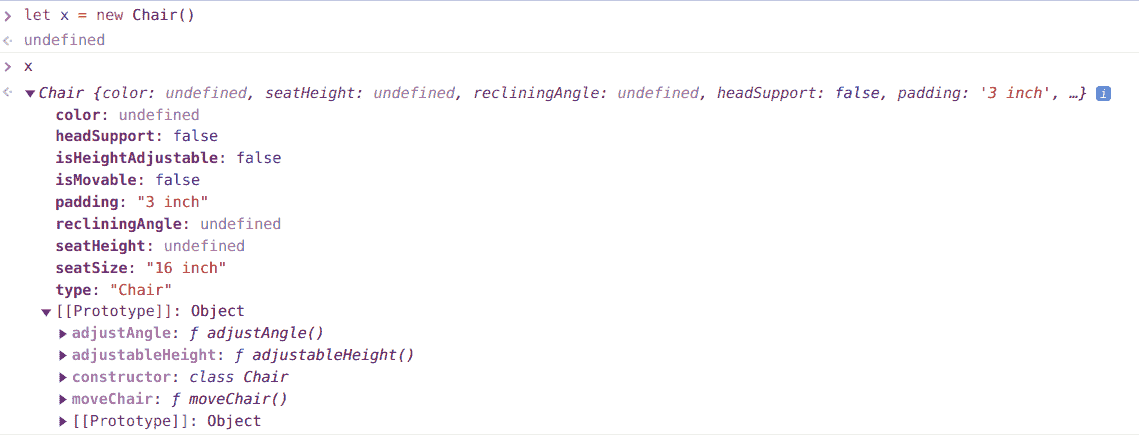 let x = new Chair()
undefined
x
Chair {color: undefined, seatHeight: undefined, recliningAngle: undefined, headSupport: false, padding: '3 inch', …} i
color: undefined
headSupport: false
isHeightAdjustable: false
isMovable: false
padding: "3 inch"
recliningAngle: undefined
seatHeight: undefined
seatSize: "16 inch"
type: "Chair"
[[Prototype]]: Object
adjustAngle: ƒ adjustAngle()
adjustableHeight: ƒ adjustableHeight()
constructor: class Chair
moveChair: ƒ moveChair()
[[Prototype]]: Object